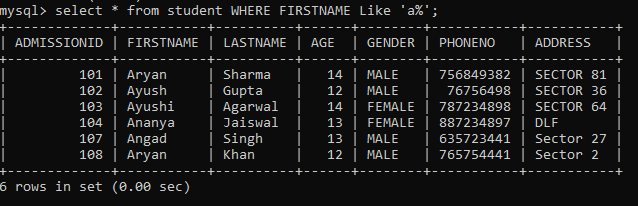 mysql> select * from student WHERE FIRSTNAME Like 'a%';
+-------------+-----------+----------+------+--------+-----------+-----------+
| ADMISSIONID | FIRSTNAME | LASTNAME | AGE  | GENDER | PHONENO   | ADDRESS   |
+-------------+-----------+----------+------+--------+-----------+-----------+
|         101 | Aryan     | Sharma   |   14 | MALE   | 756849382 | SECTOR 81 |
|         102 | Ayush     | Gupta    |   12 | MALE   |  76756498 | SECTOR 36 |
|         103 | Ayushi    | Agarwal  |   14 | FEMALE | 787234898 | SECTOR 64 |
|         104 | Ananya    | Jaiswal  |   13 | FEMALE | 887234897 | DLF       |
|         107 | Angad     | Singh    |   13 | MALE   | 635723441 | Sector 27 |
|         108 | Aryan     | Khan     |   12 | MALE   | 765754441 | Sector 2  |
+-------------+-----------+----------+------+--------+-----------+-----------+
6 rows in set (0.00 sec)